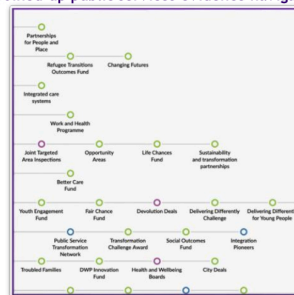 Partnerships
for People and
Place
Refugee Transitions
Outcomes Fund
Changing Futures
Integrated care
systems
Work and Health
Programme
Joint Targeted
Area Inspections
Opportunity
Areas
Life Chances
Fund
Sustainability
and transformation
partnerships
Better Care
Fund
Youth Engagement
Fund
Fair Chance
Fund
Devolution Deals
Delivering Differently
Challenge
Delivering Different
for Young People
Public Service
Transformation
Network
Transformation
Challenge Award
Social Outcomes
Fund
Integration
Pioneers
Troubled Families
DWP Innovation
Fund
Health and Wellbeing
Boards
City Deals